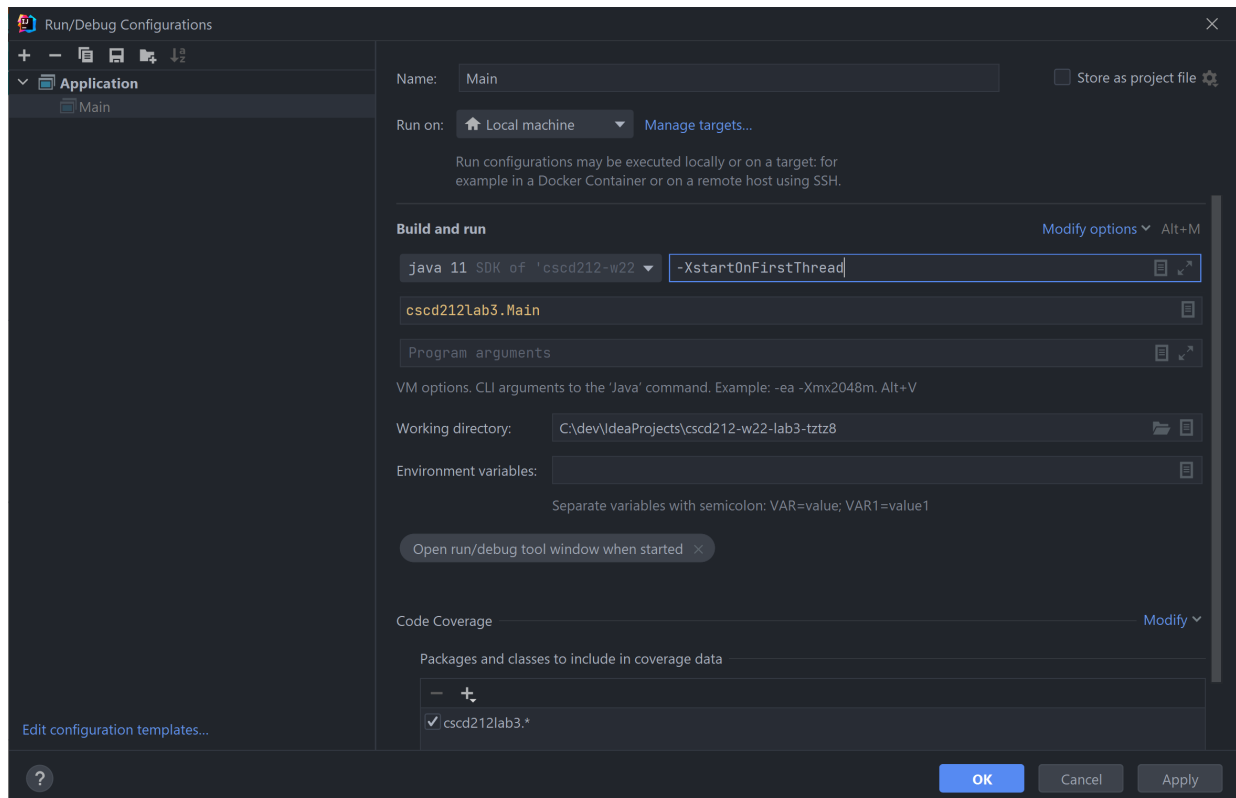 Run/Debug Configurations
Application
Main
Edit configuration templates...
Name: Main Store as project file
Run on: Local machine Manage targets...
Run configurations may be executed locally or on a target: for
example in a Docker Container or on a remote host using SSH.
Build and run Modify options Alt+M
java 11 SDK of 'cscd212-w22 -XstartOnFirstThread
cscd212lab3.Main
Program arguments
VM options. CLI arguments to the ‘Java’ command. Example: -ea -Xmx2048m. Alt+V
Working directory: C:\dev\IdeaProjects\cscd212-w22-lab3-tztz8
Environment variables:
Separate variables with semicolon: VAR=value; VAR1=value1
Open run/debug tool window when started
Code Coverage Modify
Packages and classes to include in coverage data
cscd212lab3.*
? OK Cancel Apply